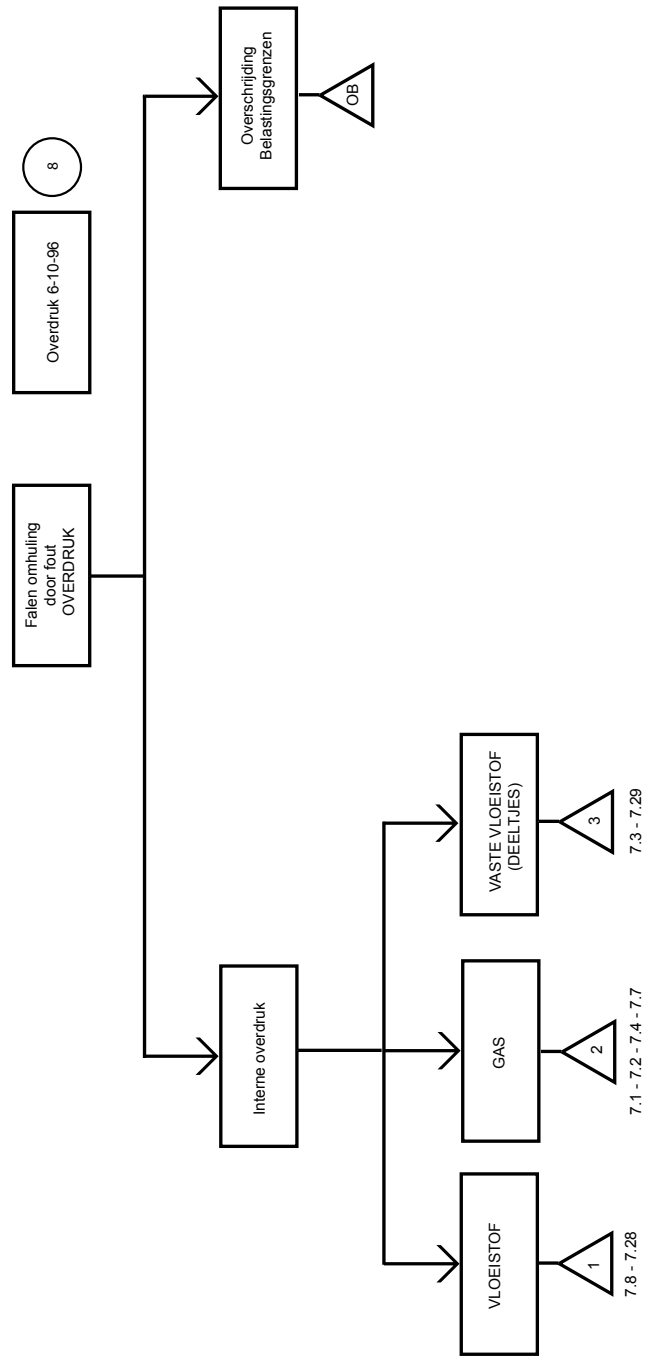 Overdruk 6-10-96
8
Falen omhuling
door fout
OVERDRUK
Interne overdruk
Overschrijding
Belastingsgrenzen
OB
VLOEISTOF
GAS
VASTE VLOEISTOF
(DEELTJES)
1
2
3
7.8 - 7.28
7.1 - 7.2 - 7.4 - 7.7
7.3 - 7.29